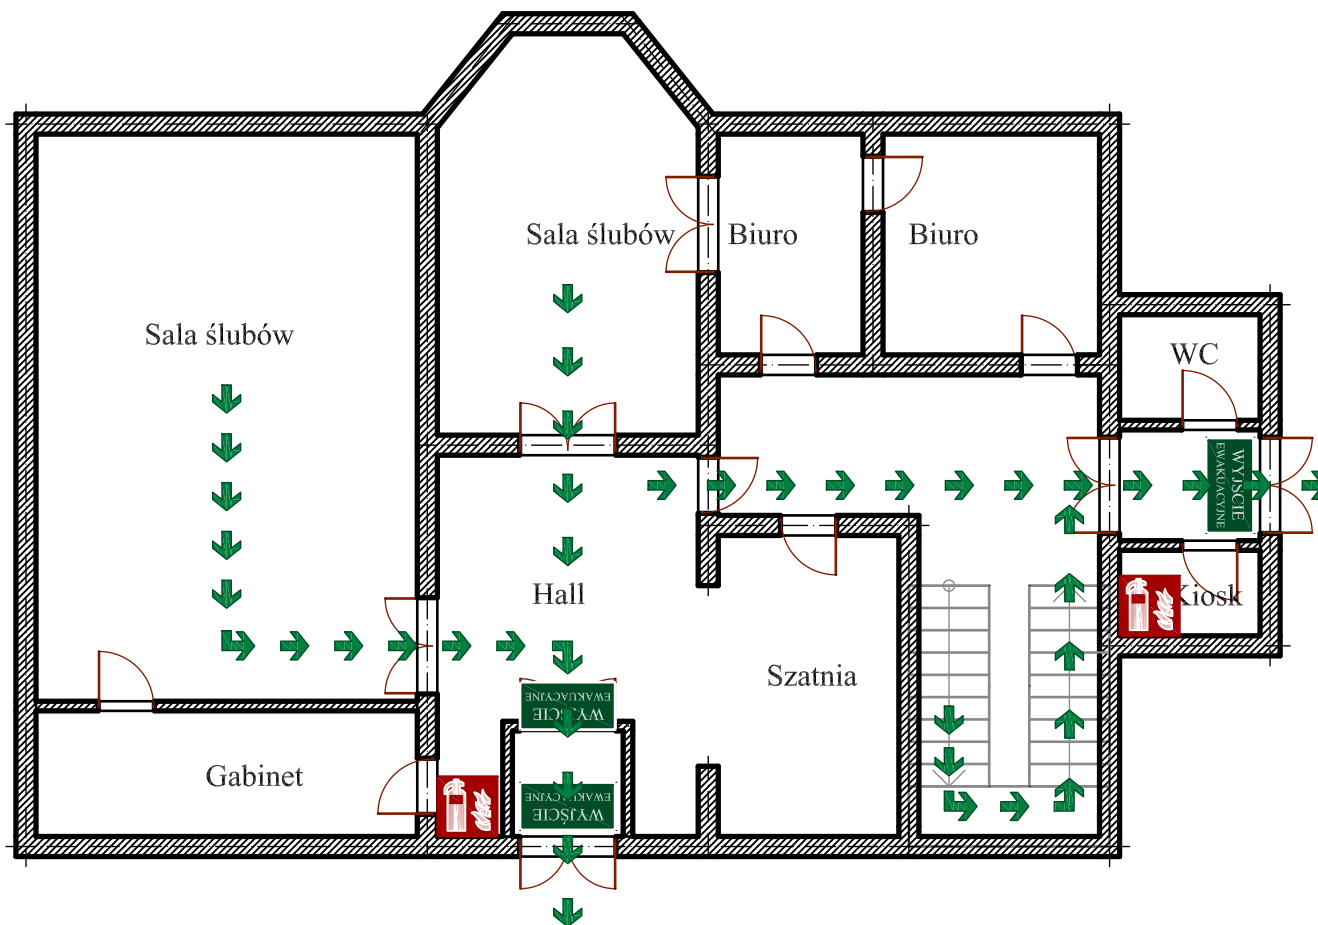 Sala ślubów
Biuro
Biuro
Sala ślubów
WC
WYJŚCIE
EWAKUACYJNE
Hall
Kiosk
Szatnia
WYJŚCIE
EWAKUACYJNE
Gabinet
WYJŚCIE
EWAKUACYJNE